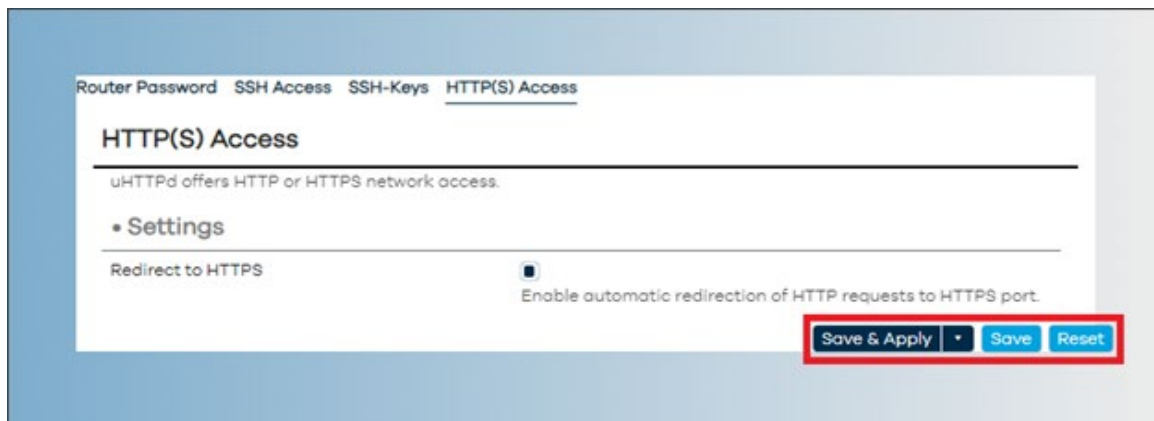 Router Password SSH Access SSH-Keys HTTP(S) Access
HTTP(S) Access
uHTTPd offers HTTP or HTTPS network access.
• Settings
Redirect to HTTPS
Enable automatic redirection of HTTP requests to HTTPS port.
Save & Apply Save Reset